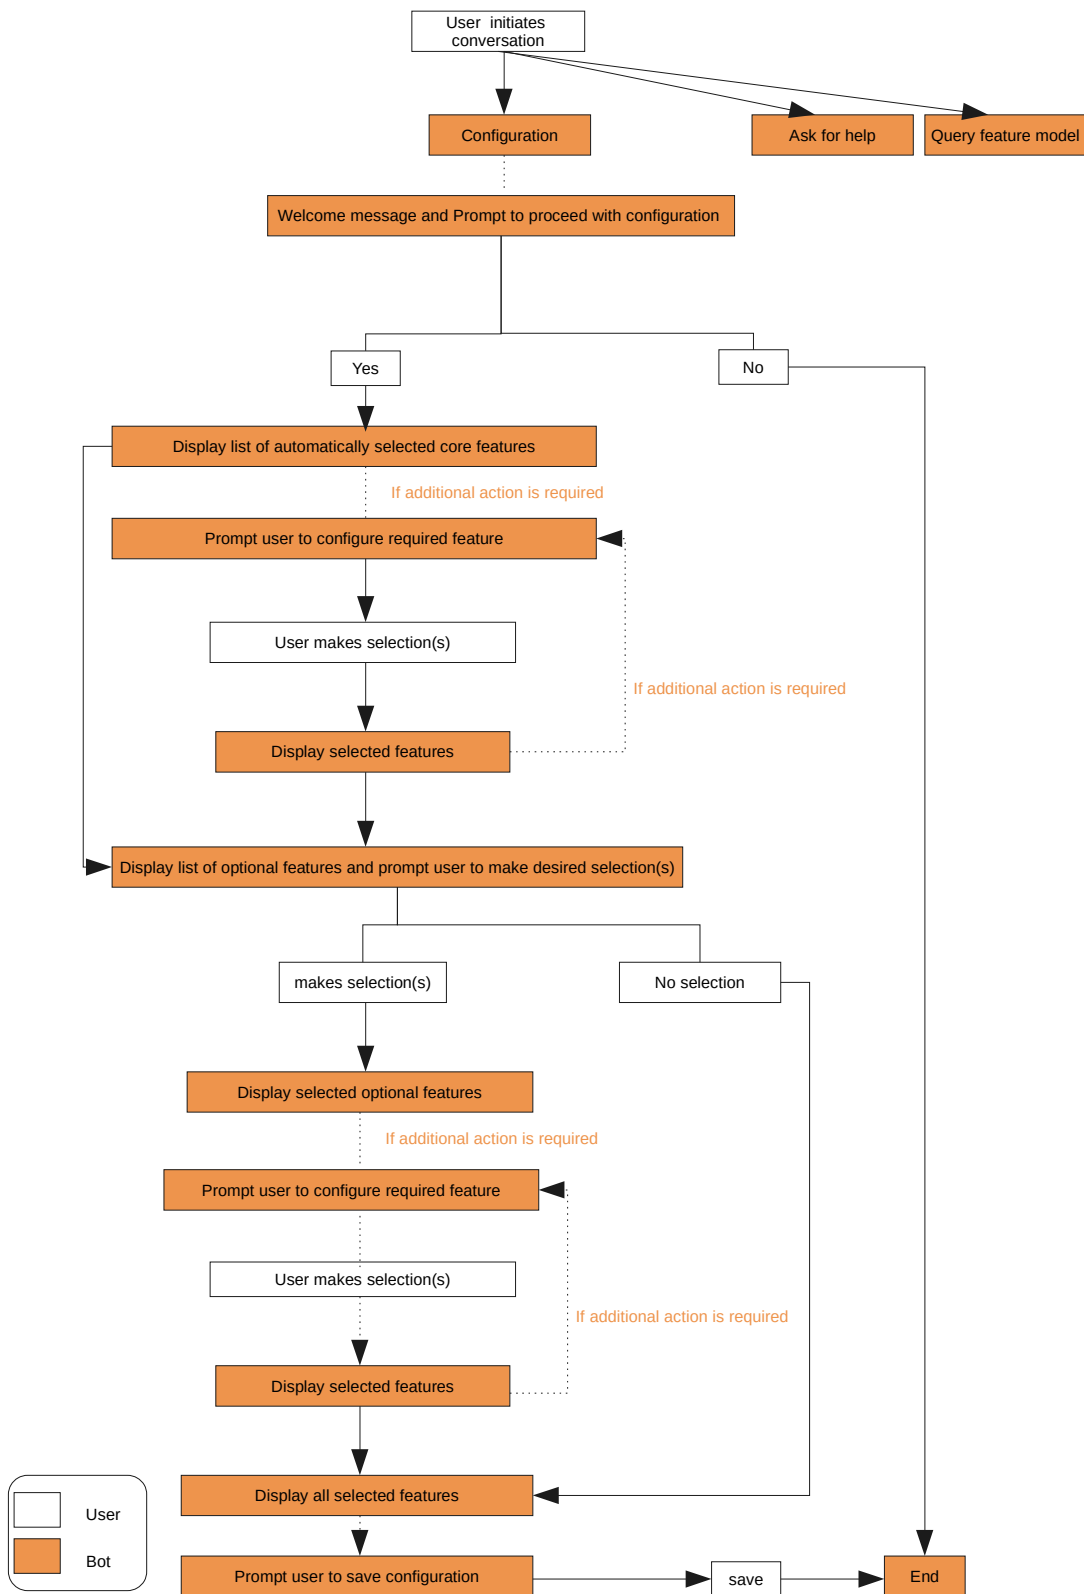 User initiates
conversation
Configuration
Ask for help
Query feature model
Welcome message and Prompt to proceed with configuration
Yes
No
Display list of automatically selected core features
If additional action is required
Prompt user to configure required feature
User makes selection(s)
If additional action is required
Display selected features
Display list of optional features and prompt user to make desired selection(s)
makes selection(s)
No selection
Display selected optional features
If additional action is required
Prompt user to configure required feature
User makes selection(s)
If additional action is required
Display selected features
Display all selected features
User
Bot
Prompt user to save configuration
save
End